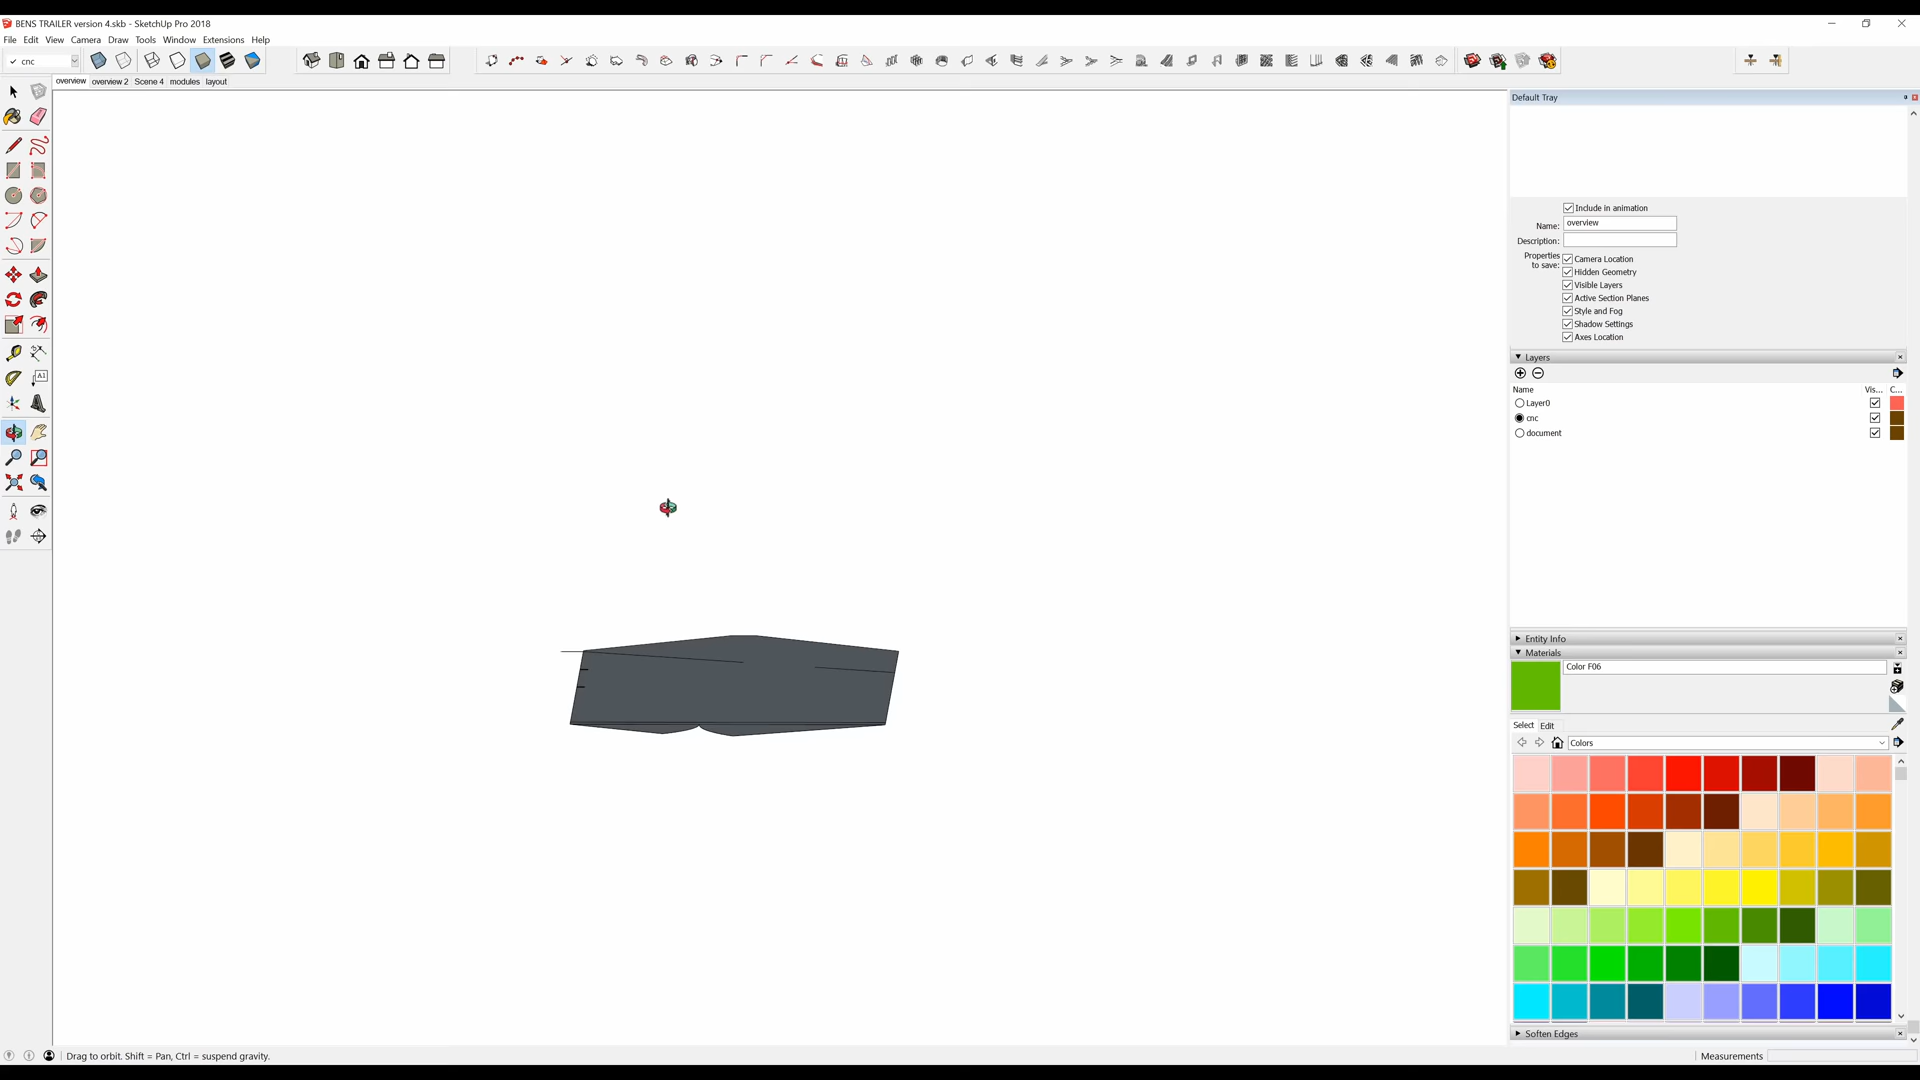 BENS TRAILER version 4.skb - SketchUp Pro 2018
File Edit View Camera Draw Tools Window Extensions Help
cnc
overview overview 2 Scene 4 modules layout
Default Tray
Include in animation
Name: overview
Description:
Properties to save:
Camera Location
Hidden Geometry
Visible Layers
Active Section Planes
Style and Fog
Shadow Settings
Axes Location
Layers
Name Vis... C...
Layer0
cnc
document
A1
Entity Info
Materials
Color F06
Select Edit
Colors
Soften Edges
Drag to orbit. Shift = Pan, Ctrl = suspend gravity.
Measurements